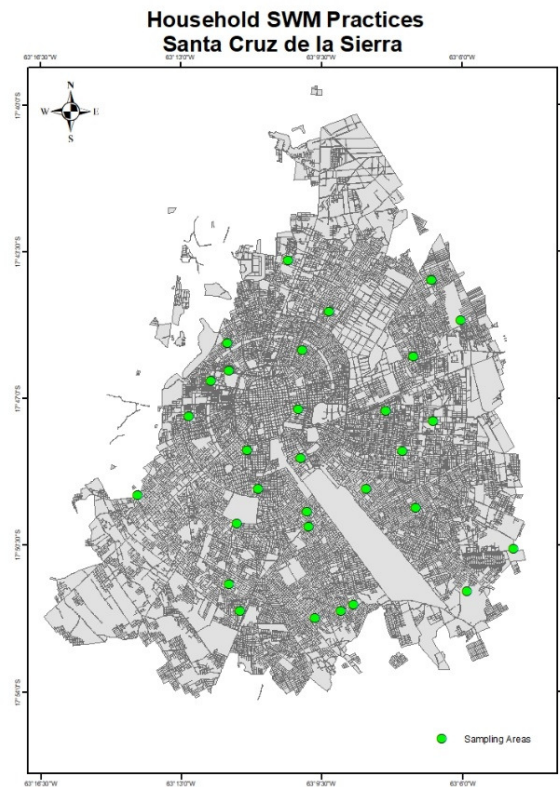 Household SWM Practices
Santa Cruz de la Sierra
63°16'30"W 63°13'0"W 63°9'30"W 63°6'0"W
N
W E
S
17°40'0"S
17°43'30"S
17°47'0"S
17°50'30"S
17°54'0"S
Sampling Areas
63°16'30"W 63°13'0"W 63°9'30"W 63°6'0"W